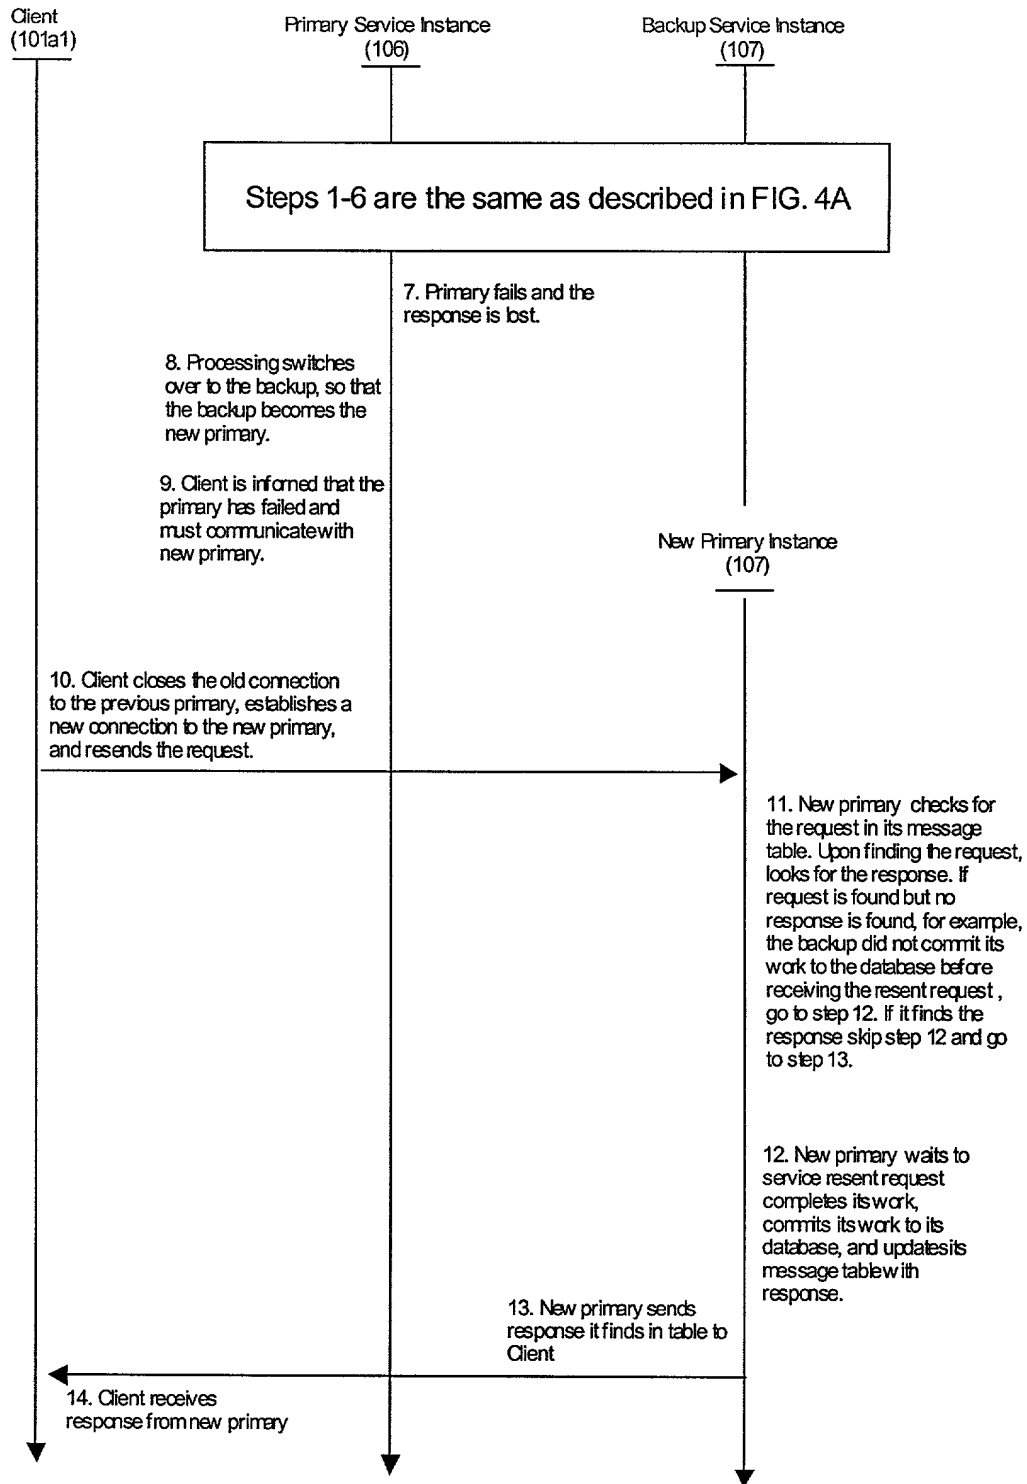 Client
(101a1)
Primary Service Instance
(106)
Backup Service Instance
(107)
Steps 1-6 are the same as described in FIG. 4A
7. Primary fails and the
response is lost.
8. Processing switches
over to the backup, so that
the backup becomes the
new primary.
9. Client is informed that the
primary has failed and
must communicate with
new primary.
New Primary Instance
(107)
10. Client closes the old connection
to the previous primary, establishes a
new connection to the new primary,
and resends the request.
11. New primary checks for
the request in its message
table. Upon finding the request,
looks for the response. If
request is found but no
response is found, for example,
the backup did not commit its
work to the database before
receiving the resent request ,
go to step 12. If it finds the
response skip step 12 and go
to step 13.
12. New primary waits to
service resent request
completes its work,
commits its work to its
database, and updates its
message table with
response.
13. New primary sends
response it finds in table to
Client
14. Client receives
response from new primary